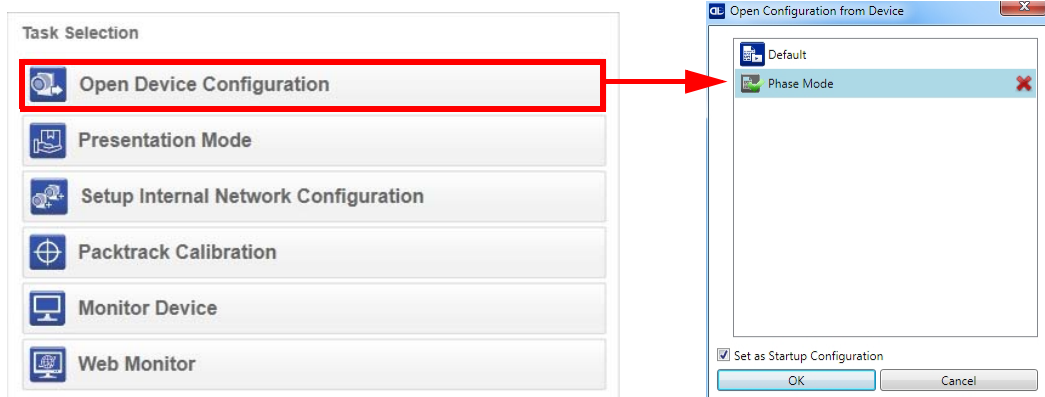 Task Selection
Open Device Configuration
Presentation Mode
Setup Internal Network Configuration
Packtrack Calibration
Monitor Device
Web Monitor
Open Configuration from Device
Default
Phase Mode
Set as Startup Configuration
OK Cancel